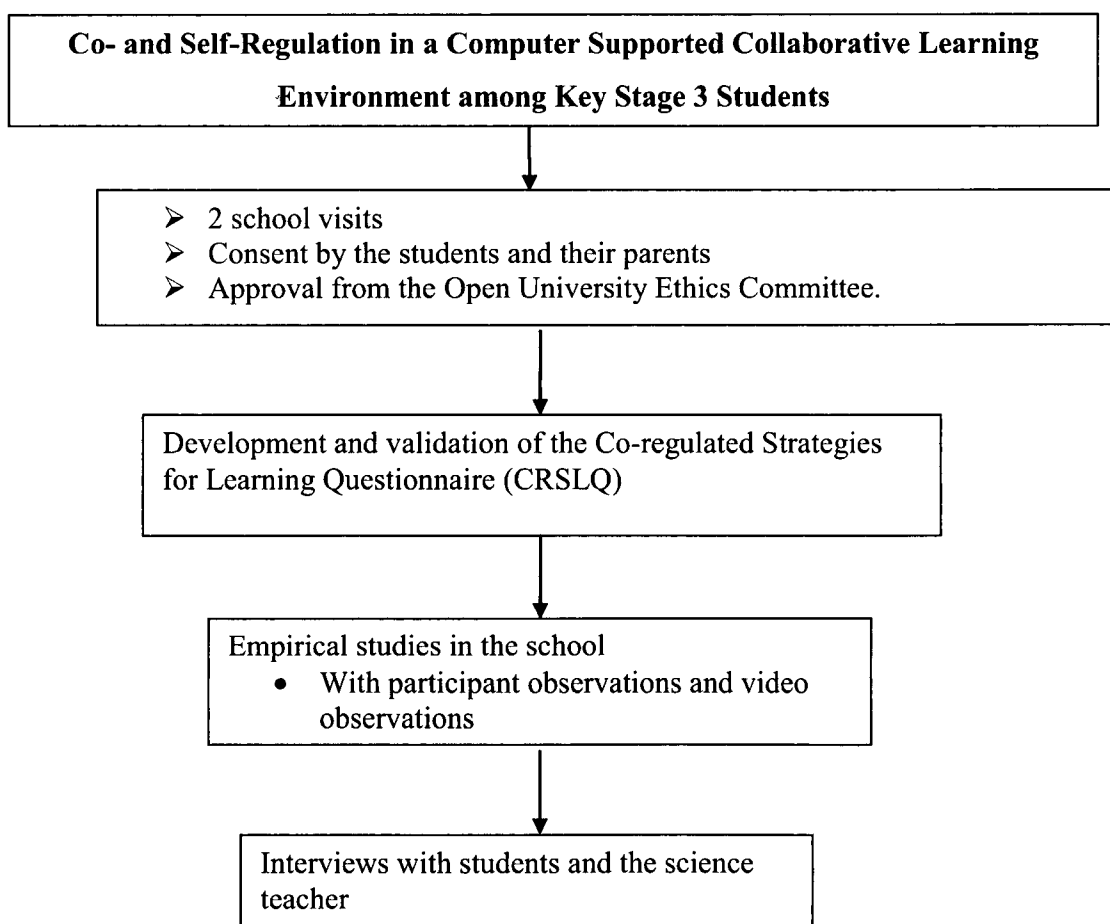 Co- and Self-Regulation in a Computer Supported Collaborative Learning
Environment among Key Stage 3 Students
➢ 2 school visits
➢ Consent by the students and their parents
➢ Approval from the Open University Ethics Committee.
Development and validation of the Co-regulated Strategies
for Learning Questionnaire (CRSLQ)
Empirical studies in the school
• With participant observations and video
observations
Interviews with students and the science
teacher